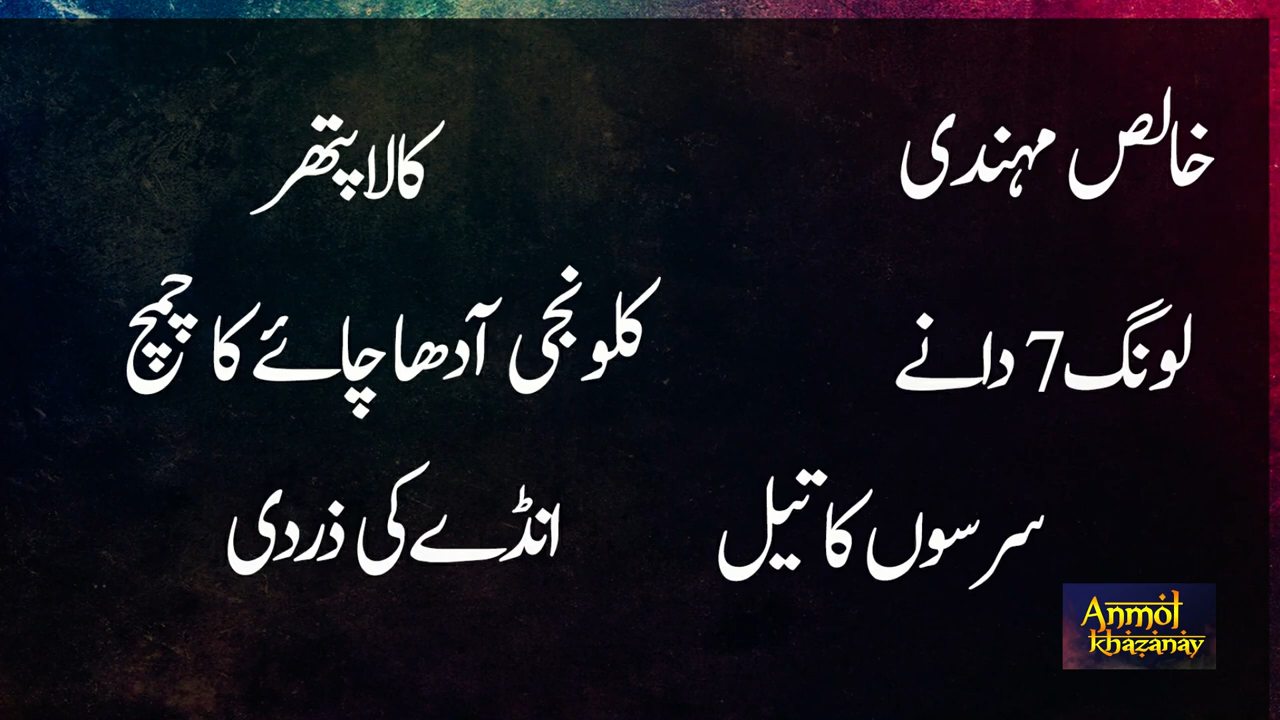 خالص مہندی
کالا پتھر
لونگ 7 دانے
کلونجی آدھا چائے کا چمچ
سرسوں کا تیل
انڈے کی ذردی
Anmol
khazanay